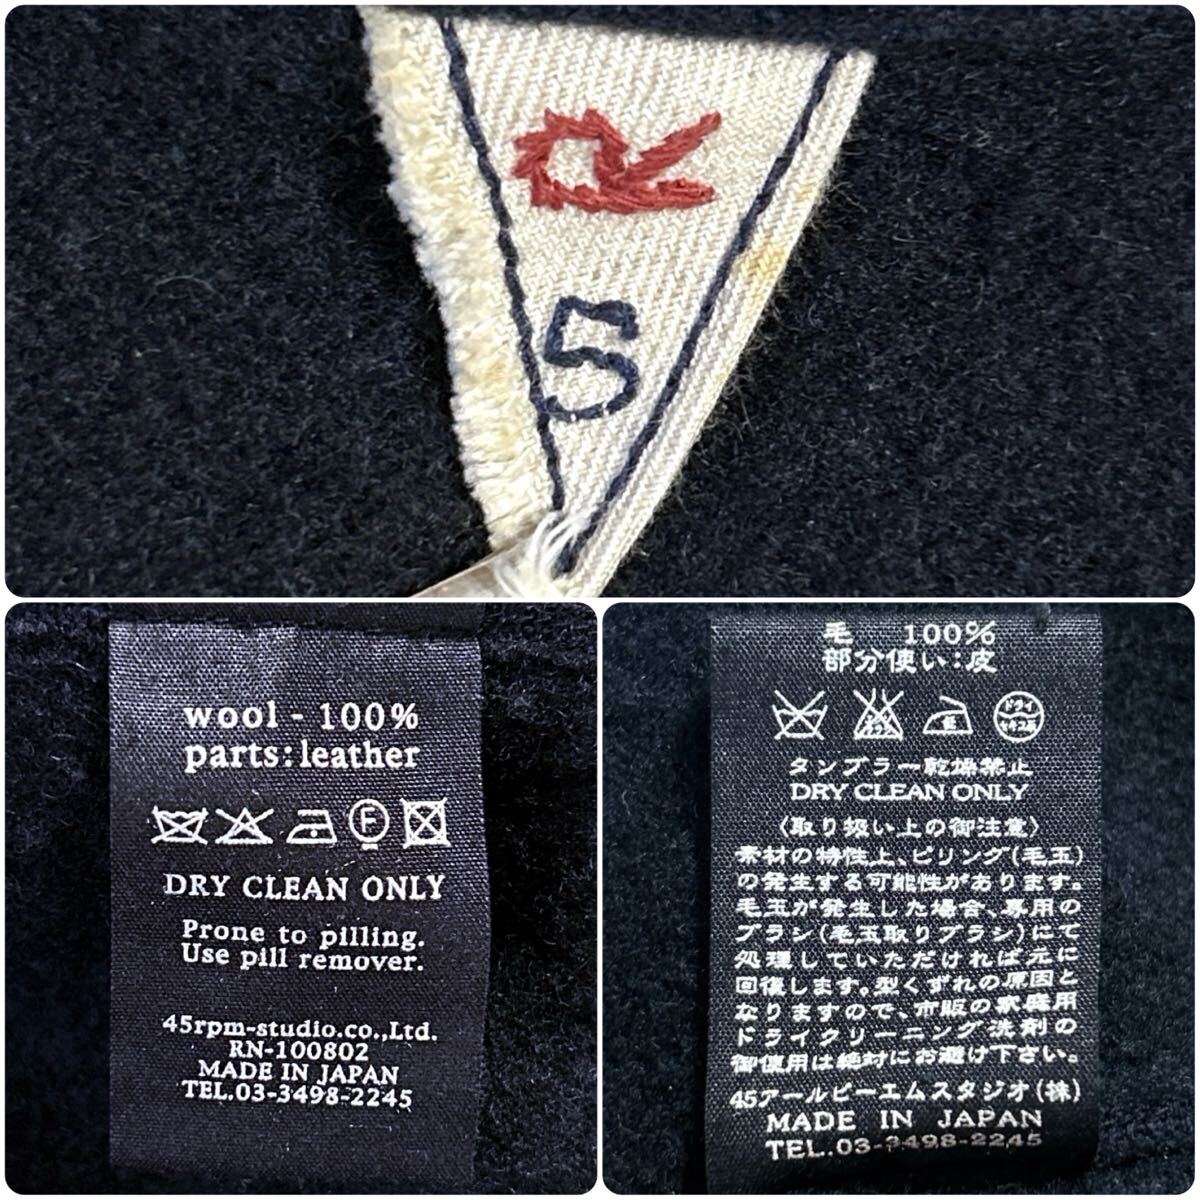 R
5
wool - 100%
parts:leather
F
DRY CLEAN ONLY
Prone to pilling.
Use pill remover.
45rpm-studio.co.,Ltd.
RN-100802
MADE IN JAPAN
TEL.03-3498-2245
毛 100%
部分使い:皮
ドライ
タンブラー乾燥禁止
DRY CLEAN ONLY
〈取り扱い上の御注意〉
素材の特性上、ピリング(毛玉)
の発生する可能性があります。
毛玉が発生した場合、専用の
ブラシ(毛玉取りブラシ)にて
処理していただければ元に
回復します。型くずれの原因と
なりますので、市販の家庭用
ドライクリーニング洗剤の
御使用は絶対にお避け下さい。
45アールピーエムスタジオ(株)
MADE IN JAPAN
TEL.03-3498-2245